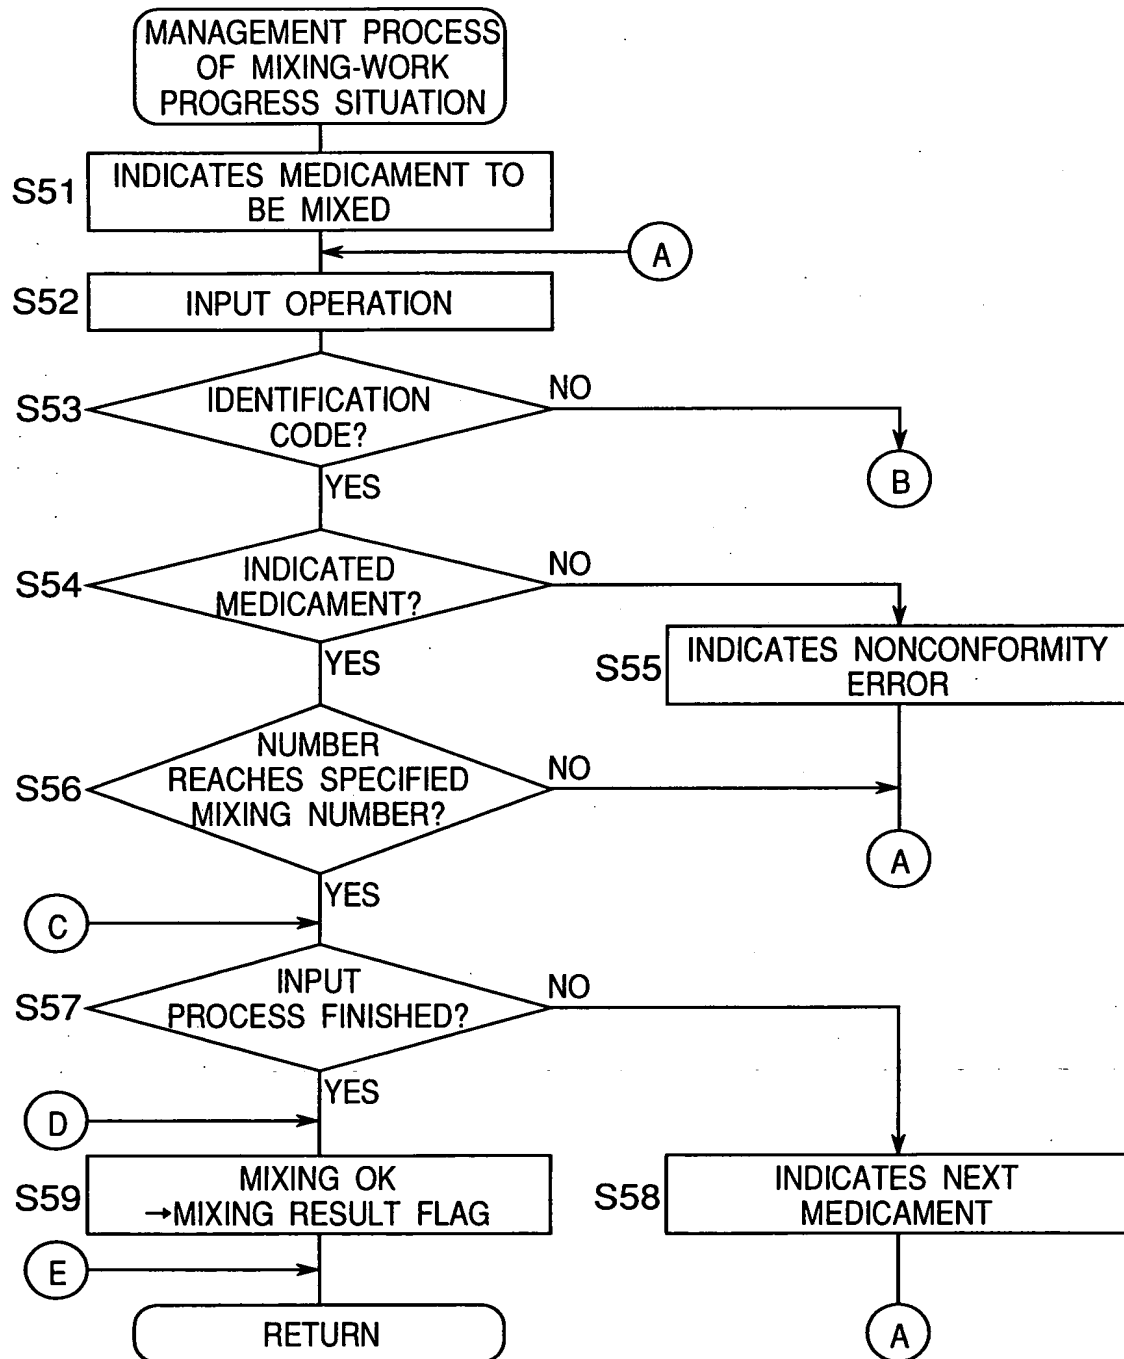 MANAGEMENT PROCESS
OF MIXING-WORK
PROGRESS SITUATION
S51
INDICATES MEDICAMENT TO
BE MIXED
A
S52
INPUT OPERATION
S53
IDENTIFICATION
CODE?
NO
B
YES
S54
INDICATED
MEDICAMENT?
NO
YES
S55
INDICATES NONCONFORMITY
ERROR
S56
NUMBER
REACHES SPECIFIED
MIXING NUMBER?
NO
A
YES
C
S57
INPUT
PROCESS FINISHED?
NO
YES
D
S59
MIXING OK
→MIXING RESULT FLAG
S58
INDICATES NEXT
MEDICAMENT
E
RETURN
A